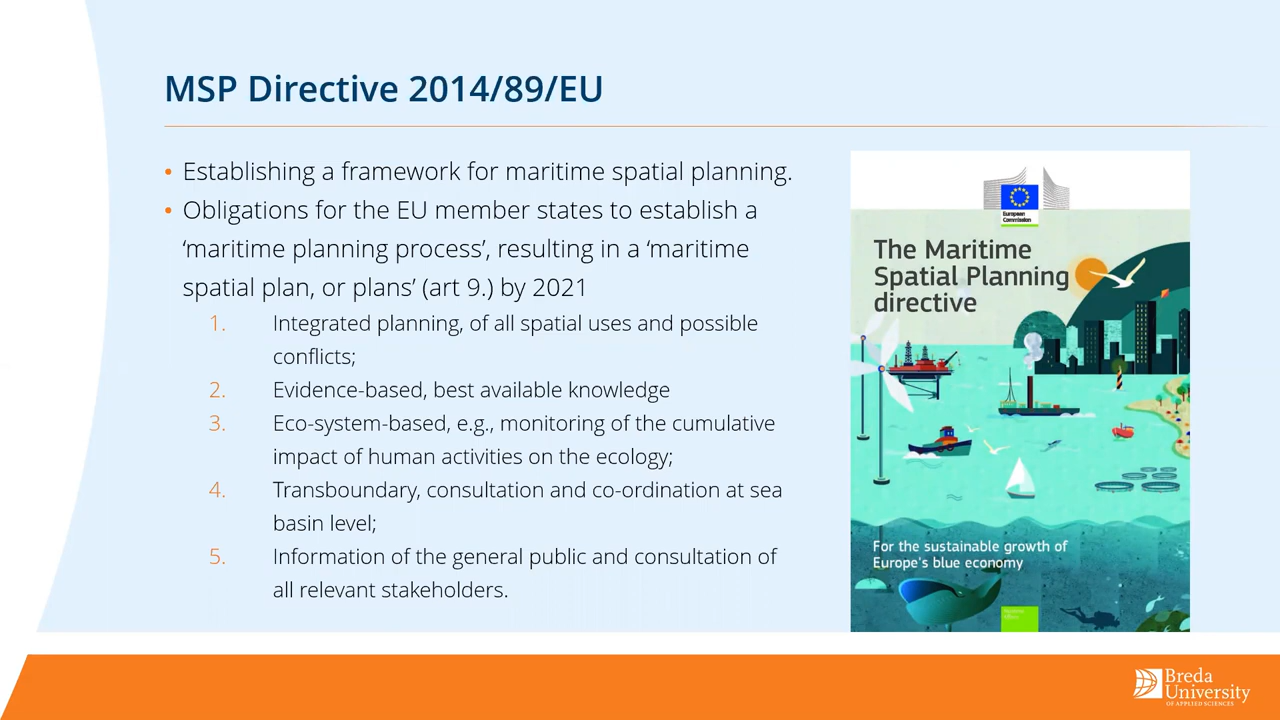 MSP Directive 2014/89/EU
• Establishing a framework for maritime spatial planning.
• Obligations for the EU member states to establish a
‘maritime planning process’, resulting in a ‘maritime
spatial plan, or plans’ (art 9.) by 2021
1. Integrated planning, of all spatial uses and possible
conflicts;
2. Evidence-based, best available knowledge
3. Eco-system-based, e.g., monitoring of the cumulative
impact of human activities on the ecology;
4. Transboundary, consultation and co-ordination at sea
basin level;
5. Information of the general public and consultation of
all relevant stakeholders.
European
Commission
The Maritime
Spatial Planning
directive
For the sustainable growth of
Europe's blue economy
Breda
University
OF APPLIED SCIENCES